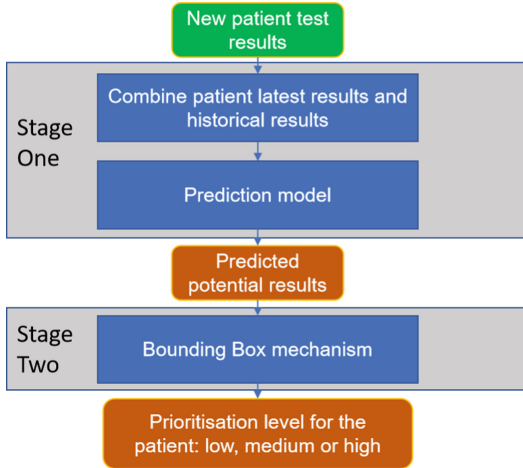 New patient test
results
Stage
One
Combine patient latest results and
historical results
Prediction model
Predicted
potential results
Stage
Two
Bounding Box mechanism
Prioritisation level for the
patient: low, medium or high